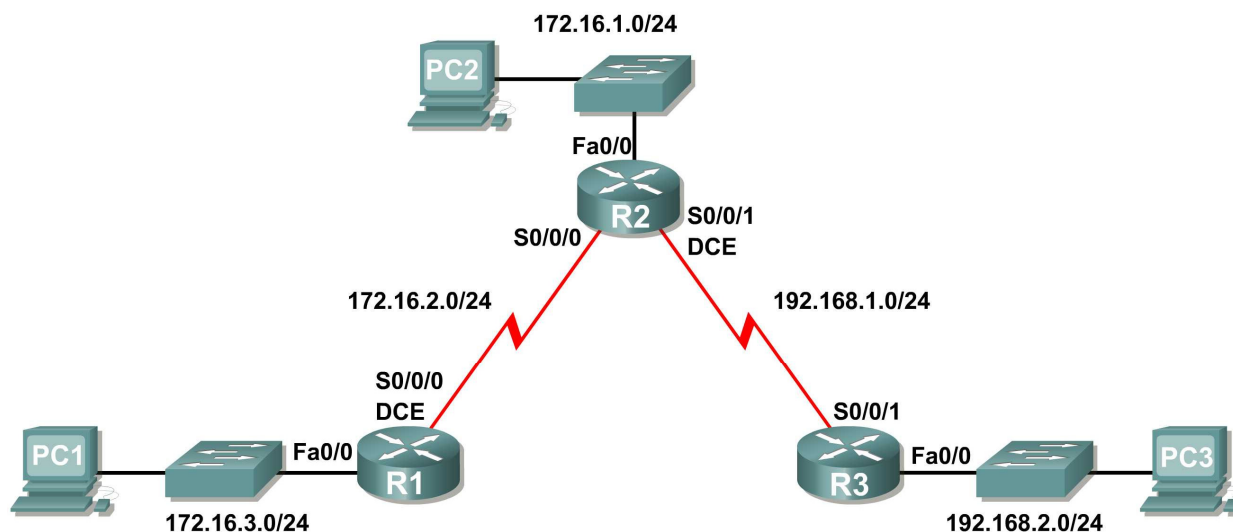 172.16.1.0/24
PC2
Fa0/0
R2
S0/0/1
DCE
S0/0/0
172.16.2.0/24
192.168.1.0/24
S0/0/0
DCE
S0/0/1
PC1
Fa0/0
R1
R3
Fa0/0
PC3
172.16.3.0/24
192.168.2.0/24